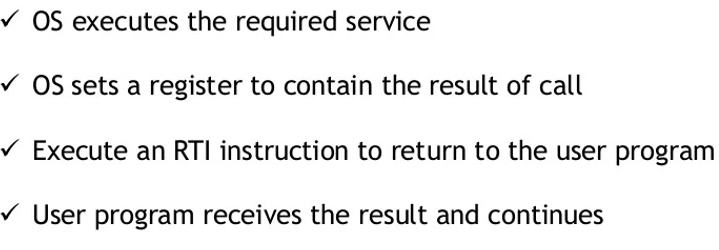 ✓ OS executes the required service
✓ OS sets a register to contain the result of call
✓ Execute an RTI instruction to return to the user program
✓ User program receives the result and continues